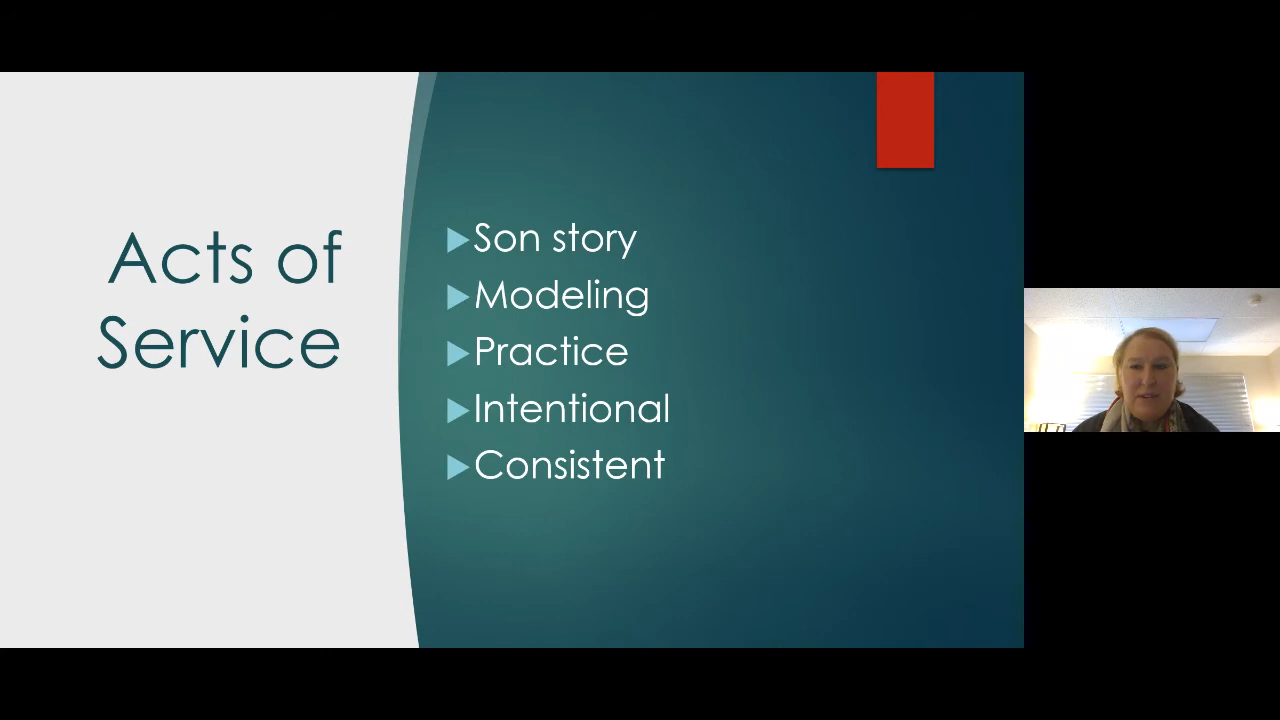 Acts of
Service
Son story
Modeling
Practice
Intentional
Consistent